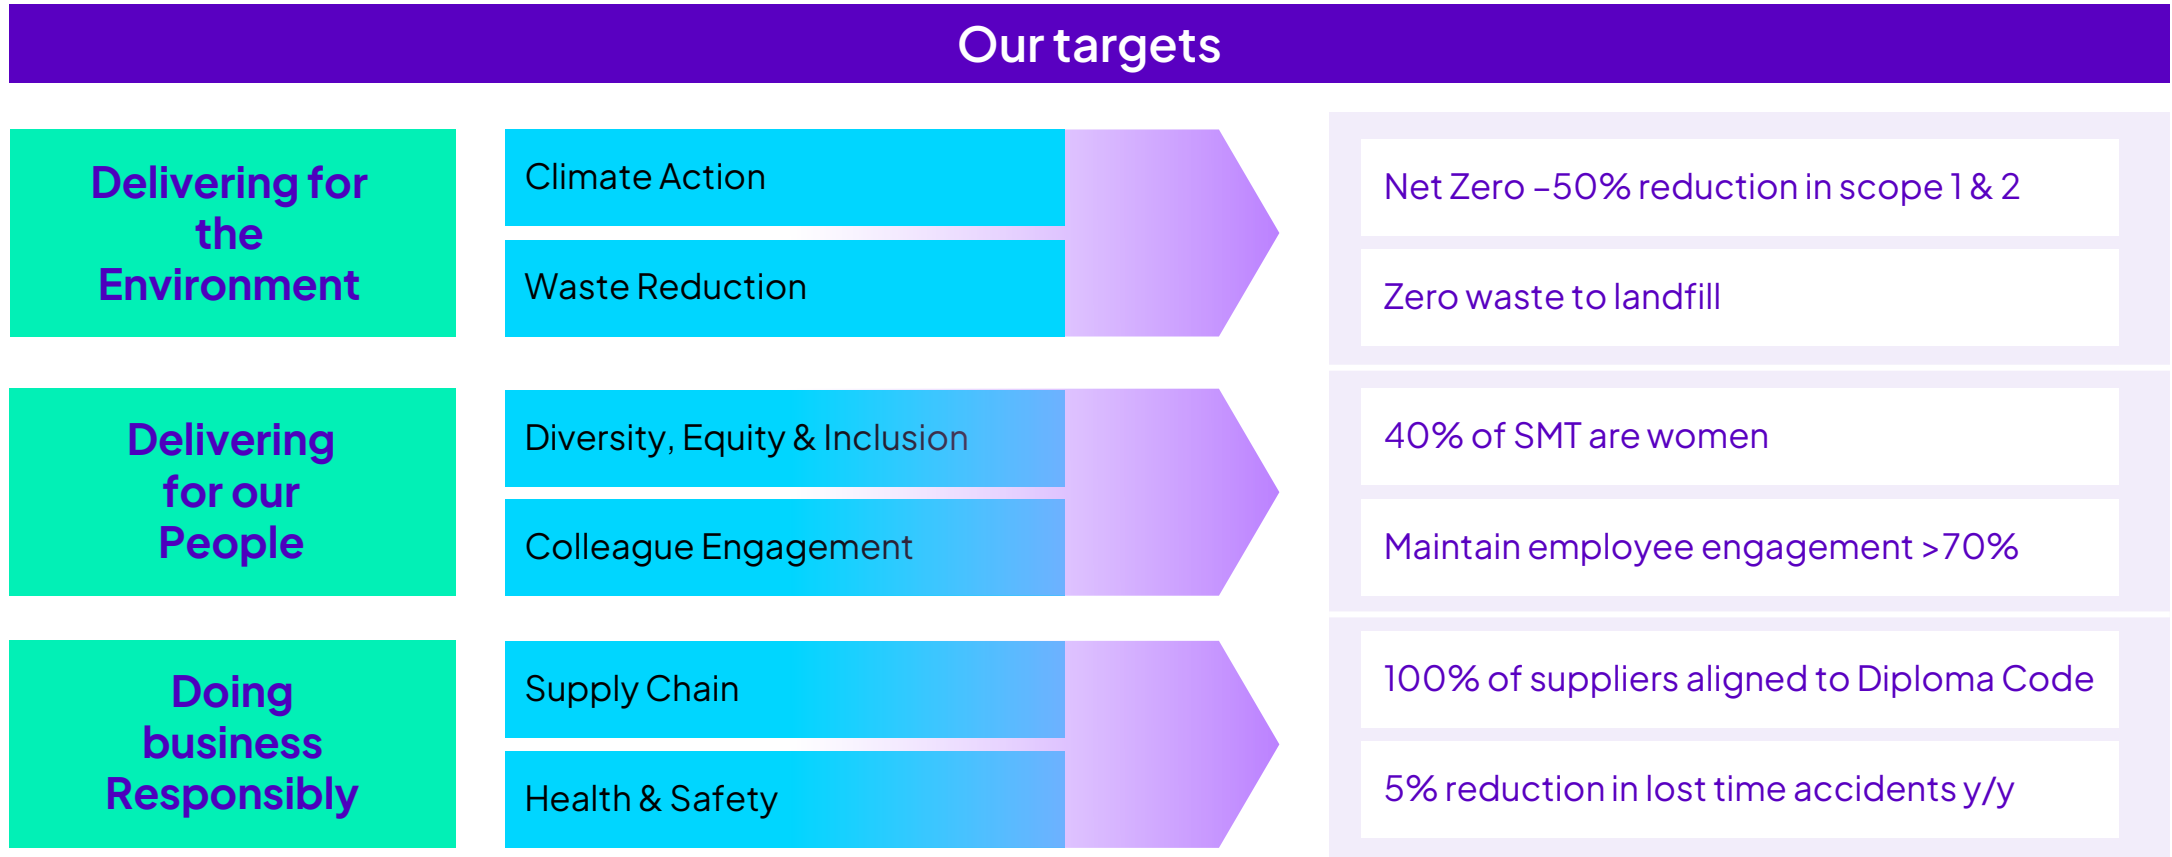 Our targets
Delivering for
the
Environment
Climate Action
Waste Reduction
Net Zero –50% reduction in scope 1 & 2
Zero waste to landfill
Delivering
for our
People
Diversity, Equity & Inclusion
Colleague Engagement
40% of SMT are women
Maintain employee engagement >70%
Doing
business
Responsibly
Supply Chain
Health & Safety
100% of suppliers aligned to Diploma Code
5% reduction in lost time accidents y/y